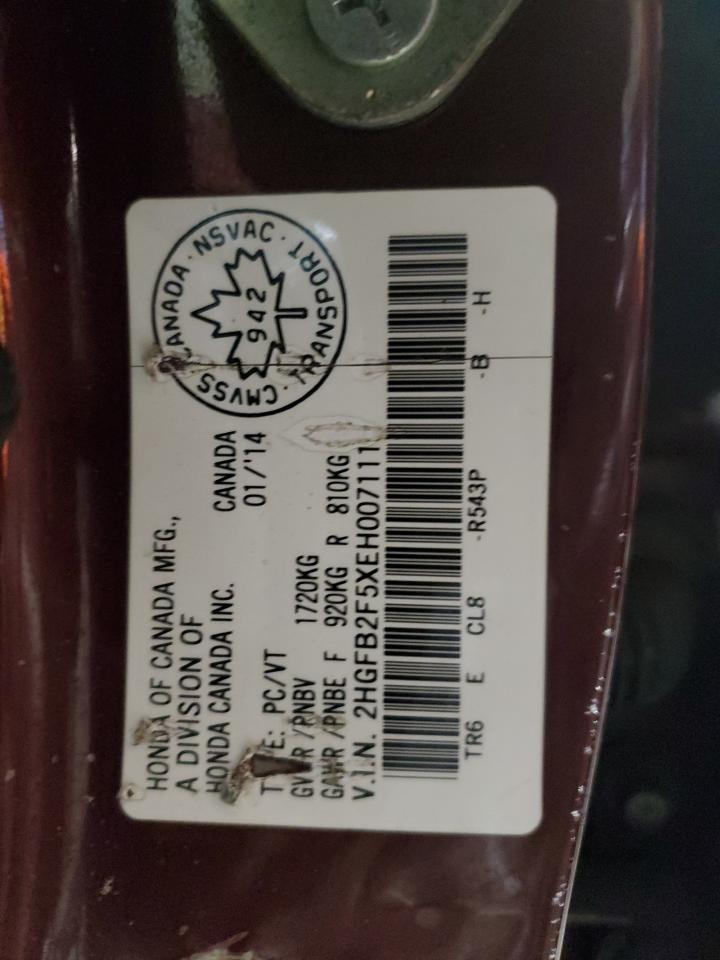 HONDA OF CANADA MFG.,
A DIVISION OF
HONDA CANADA INC. CANADA
01/'14
TYPE: PC/VT
GVWR/PNBV 1720KG
GAWR/PNBE F 920KG R 810KG
V.I.N. 2HGFB2F5XEH007111
TR6 E CL8 -R543P -B -H
CANADA · NSVAC · TRANSPORT · CMVSS ·
942